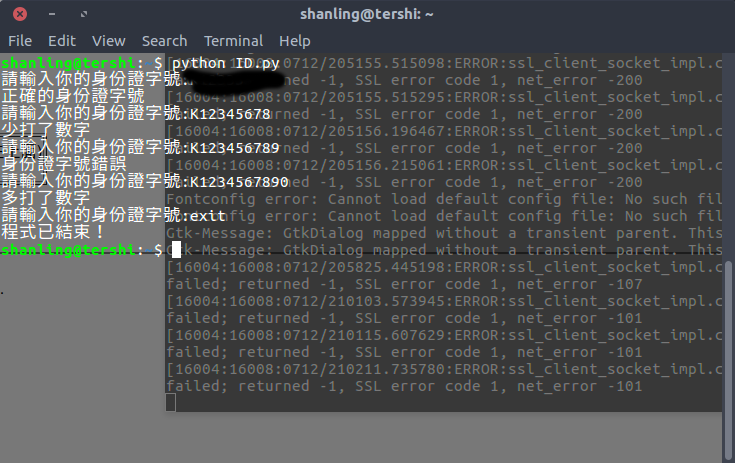 shanling@tershi: ~
File Edit View Search Terminal Help
shanling@tershi: $ python ID.py
請輸入你的身份證字號:
正確的身份證字號
請輸入你的身份證字號:K12345678
少打了數字
請輸入你的身份證字號:K123456789
身份證字號錯誤
請輸入你的身份證字號:K1234567890
多打了數字
請輸入你的身份證字號:exit
程式已結束！
shanling@tershi: $
0712/205155.515098:ERROR:ssl_client_socket_impl.c
returned -1, SSL error code 1, net_error -200
[16004:16008:0712/205155.515295:ERROR:ssl_client_socket_impl.c
returned -1, SSL error code 1, net_error -200
[16004:16008:0712/205156.196467:ERROR:ssl_client_socket_impl.c
returned -1, SSL error code 1, net_error -200
[16004:16008:0712/205156.215061:ERROR:ssl_client_socket_impl.c
returned -1, SSL error code 1, net_error -200
Fontconfig error: Cannot load default config file: No such fil
Fontconfig error: Cannot load default config file: No such fil
Gtk-Message: GtkDialog mapped without a transient parent. This
Gtk-Message: GtkDialog mapped without a transient parent. This
[16004:16008:0712/205825.445198:ERROR:ssl_client_socket_impl.c
failed; returned -1, SSL error code 1, net_error -107
[16004:16008:0712/210103.573945:ERROR:ssl_client_socket_impl.c
failed; returned -1, SSL error code 1, net_error -101
[16004:16008:0712/210115.607629:ERROR:ssl_client_socket_impl.c
failed; returned -1, SSL error code 1, net_error -101
[16004:16008:0712/210211.735780:ERROR:ssl_client_socket_impl.c
failed; returned -1, SSL error code 1, net_error -101